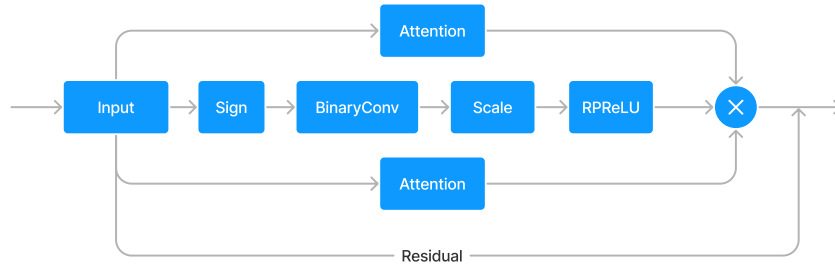 Attention
Input
Sign
BinaryConv
Scale
RPReLU
Attention
Residual